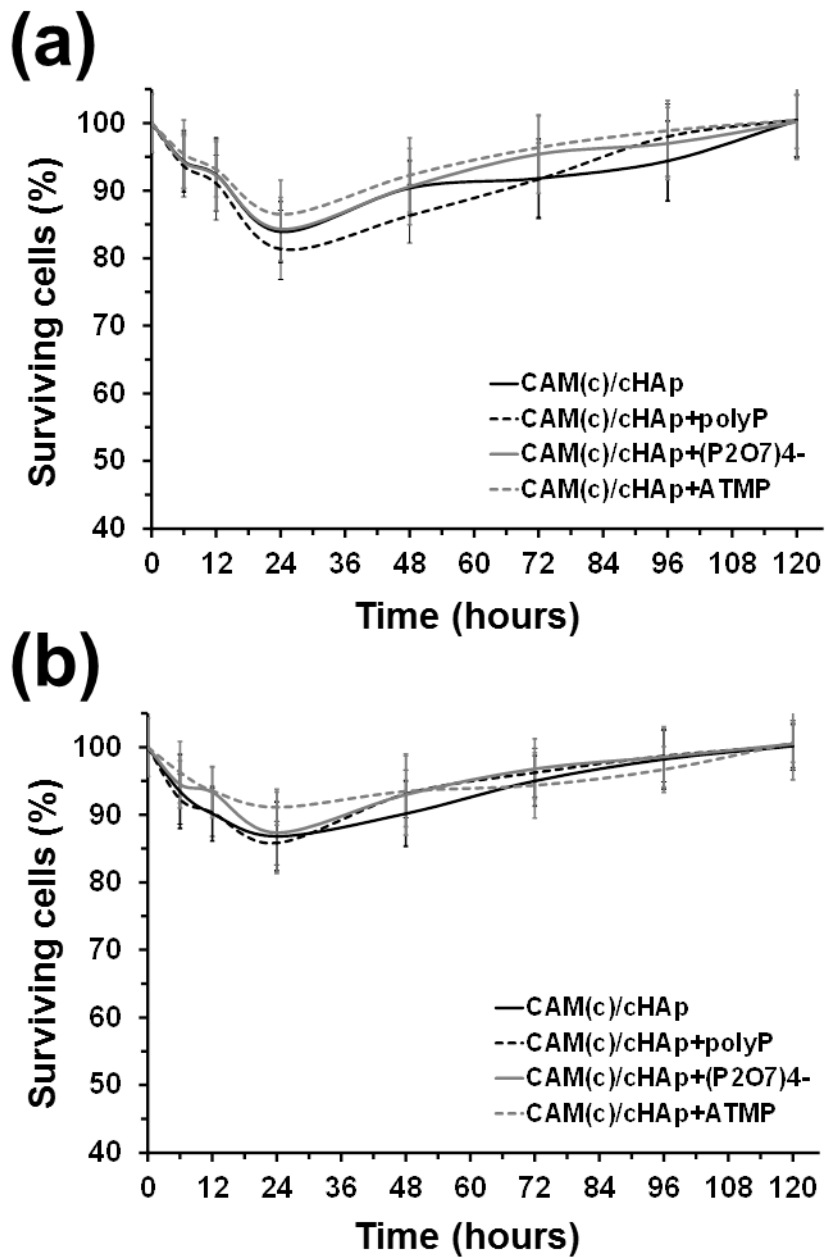 (a)
100
90
80
70
60
50
40
Surviving cells (%)
CAM(c)/cHAp
CAM(c)/cHAp+polyP
CAM(c)/cHAp+(P2O7)4-
CAM(c)/cHAp+ATMP
0 12 24 36 48 60 72 84 96 108 120
Time (hours)
(b)
100
90
80
70
60
50
40
Surviving cells (%)
CAM(c)/cHAp
CAM(c)/cHAp+polyP
CAM(c)/cHAp+(P2O7)4-
CAM(c)/cHAp+ATMP
0 12 24 36 48 60 72 84 96 108 120
Time (hours)